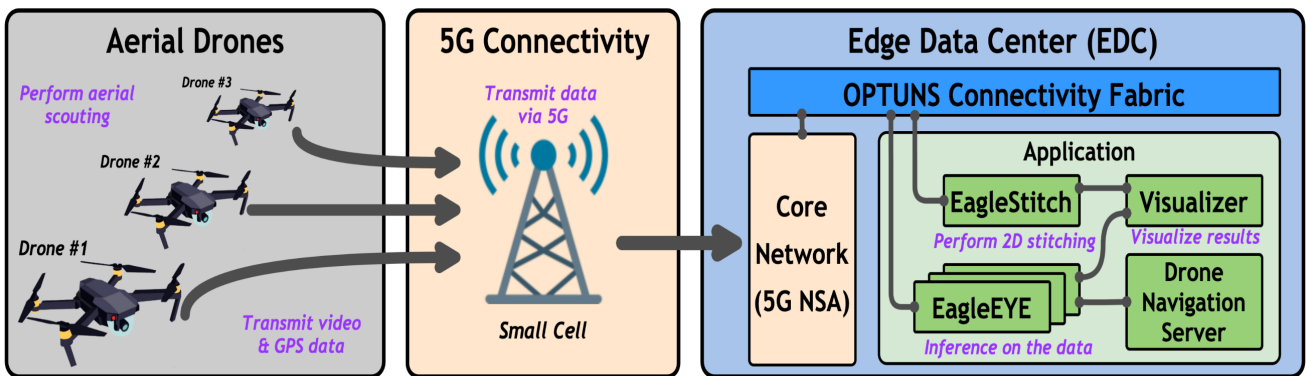 Aerial Drones
Perform aerial
scouting
Drone #3
Drone #2
Drone #1
Transmit video
& GPS data
5G Connectivity
Transmit data
via 5G
Small Cell
Edge Data Center (EDC)
OPTUNS Connectivity Fabric
Core
Network
(5G NSA)
Application
EagleStitch
Perform 2D stitching
Visualizer
Visualize results
EagleEYE
Inference on the data
Drone
Navigation
Server